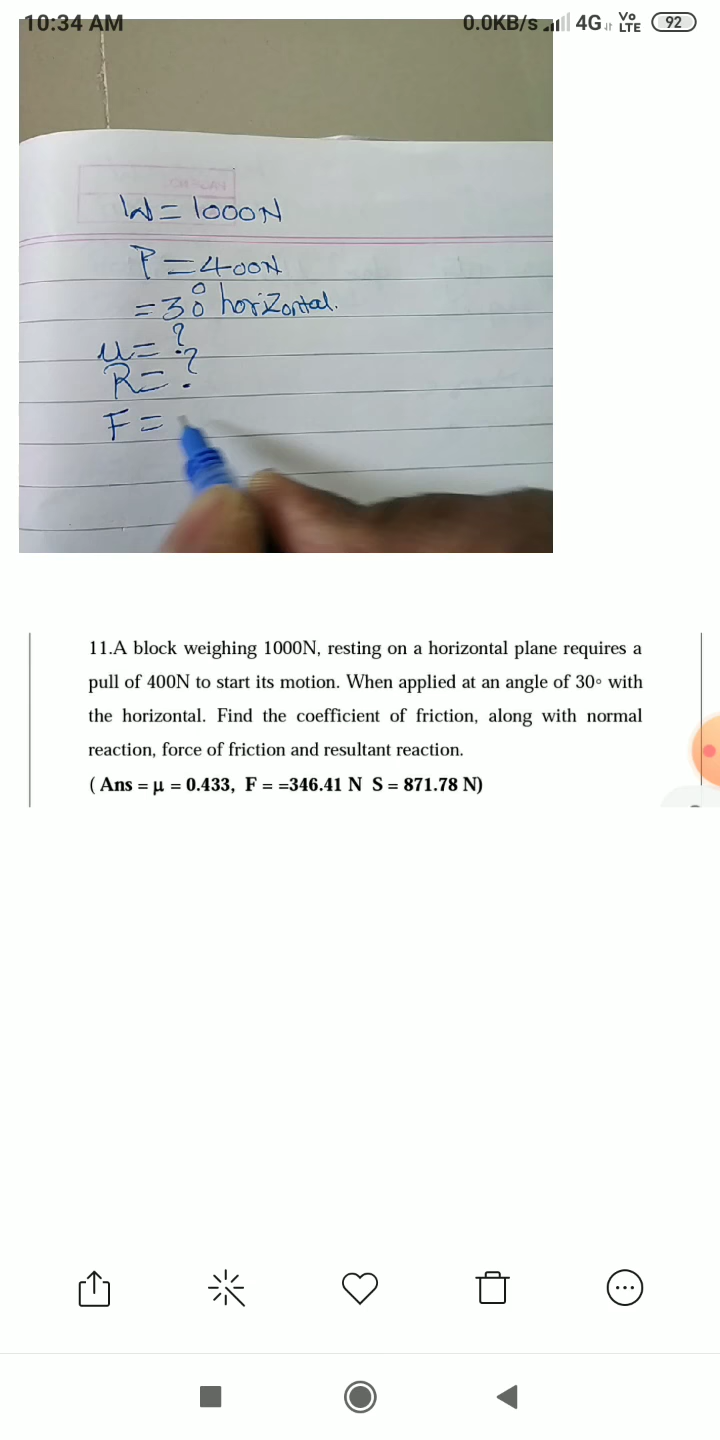 10:34 AM 0.0KB/s 4G Vo LTE 92
W = 1000N
P = 400N
= 30° horizontal.
μ = ?
R = ?
F =
11.A block weighing 1000N, resting on a horizontal plane requires a
pull of 400N to start its motion. When applied at an angle of 30◦ with
the horizontal. Find the coefficient of friction, along with normal
reaction, force of friction and resultant reaction.
( Ans = μ = 0.433, F = =346.41 N S = 871.78 N)